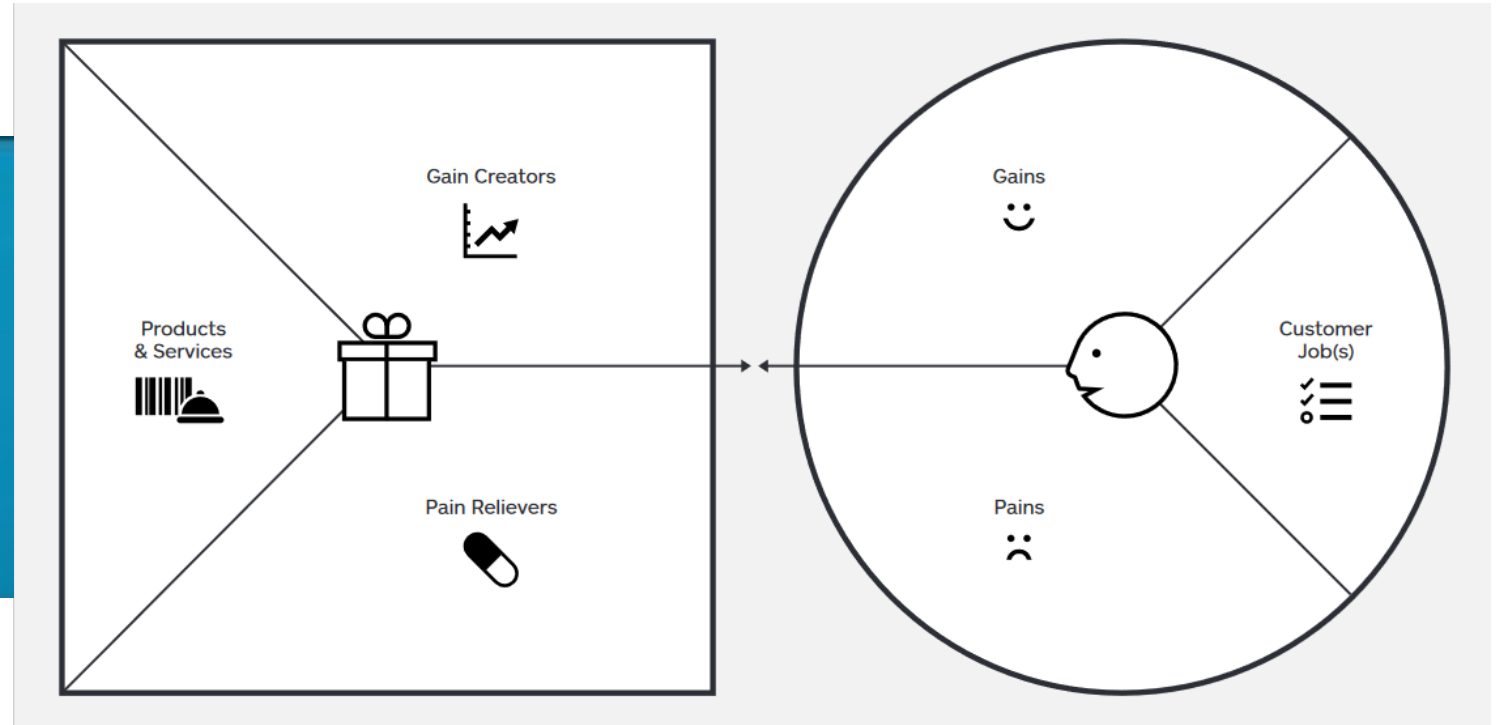 Gain Creators
Gains
Products
& Services
Customer
Job(s)
Pain Relievers
Pains